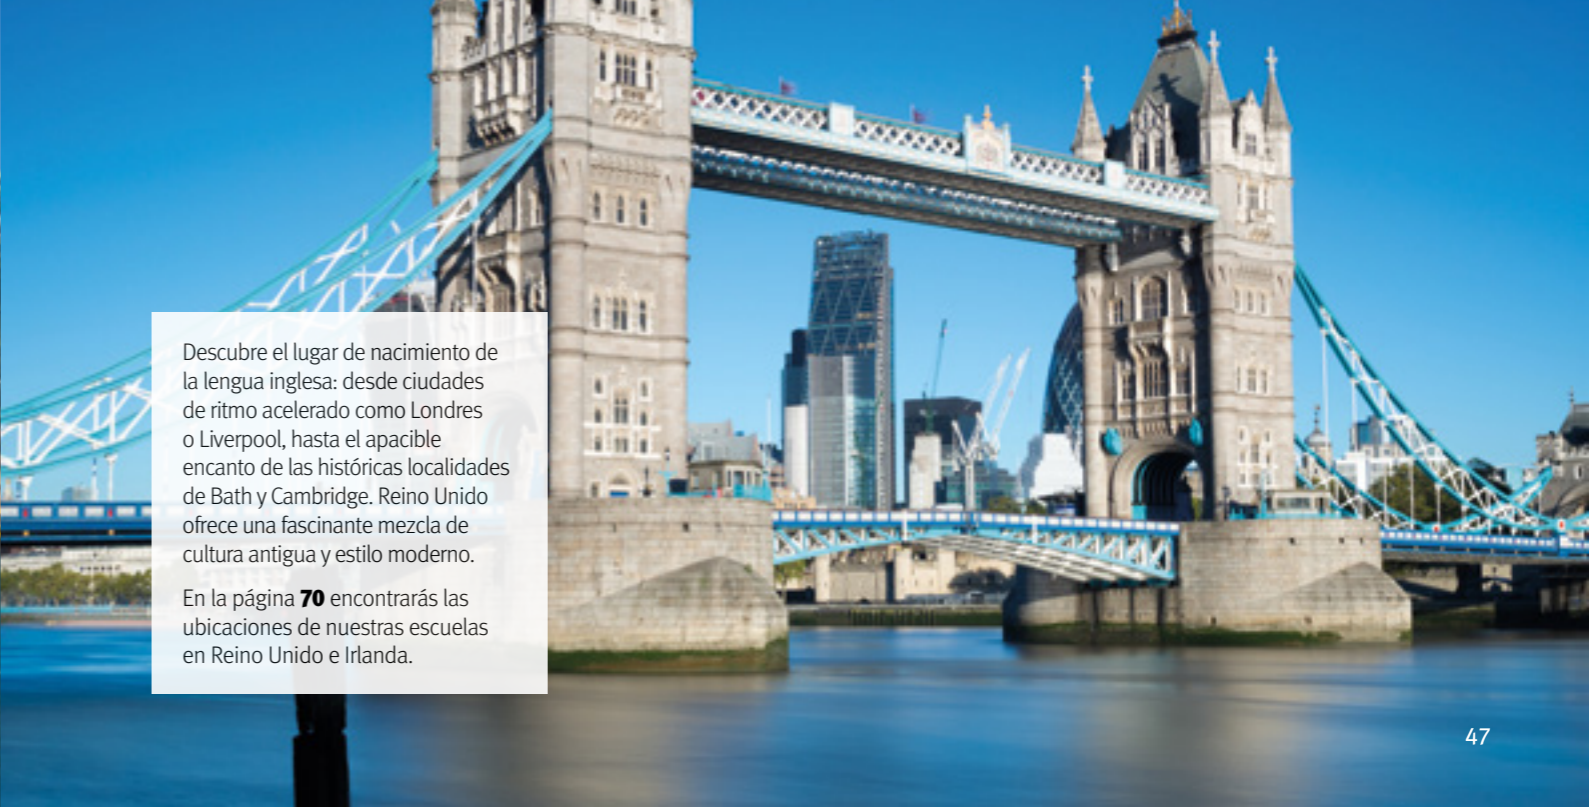 Descubre el lugar de nacimiento de
la lengua inglesa: desde ciudades
de ritmo acelerado como Londres
o Liverpool, hasta el apacible
encanto de las históricas localidades
de Bath y Cambridge. Reino Unido
ofrece una fascinante mezcla de
cultura antigua y estilo moderno.
En la página 70 encontrarás las
ubicaciones de nuestras escuelas
en Reino Unido e Irlanda.
47